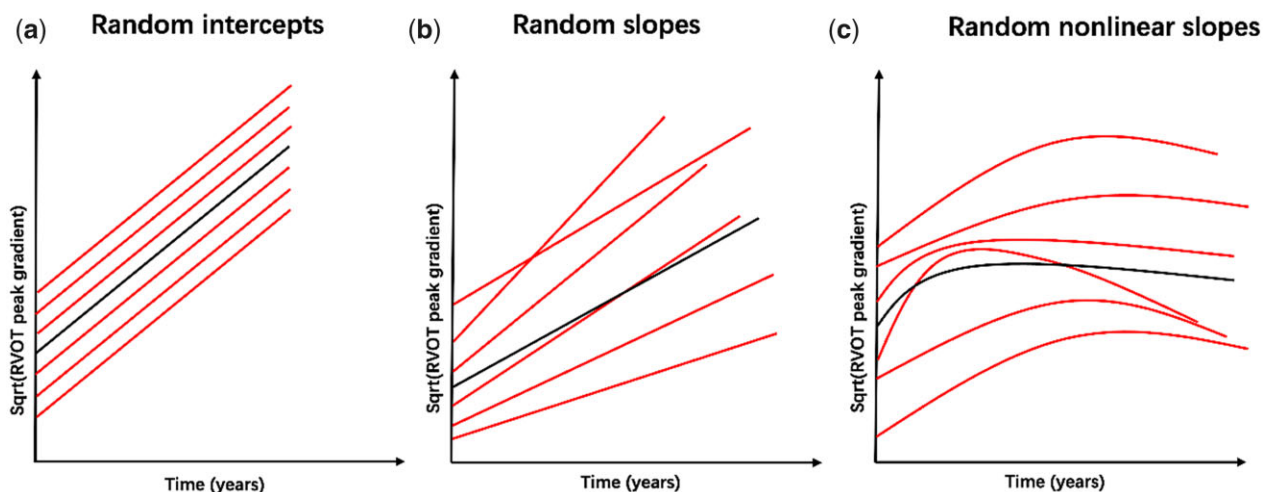 (a) Random intercepts
Sqrt(RVOT peak gradient)
Time (years)
(b) Random slopes
Sqrt(RVOT peak gradient)
Time (years)
(c) Random nonlinear slopes
Sqrt(RVOT peak gradient)
Time (years)